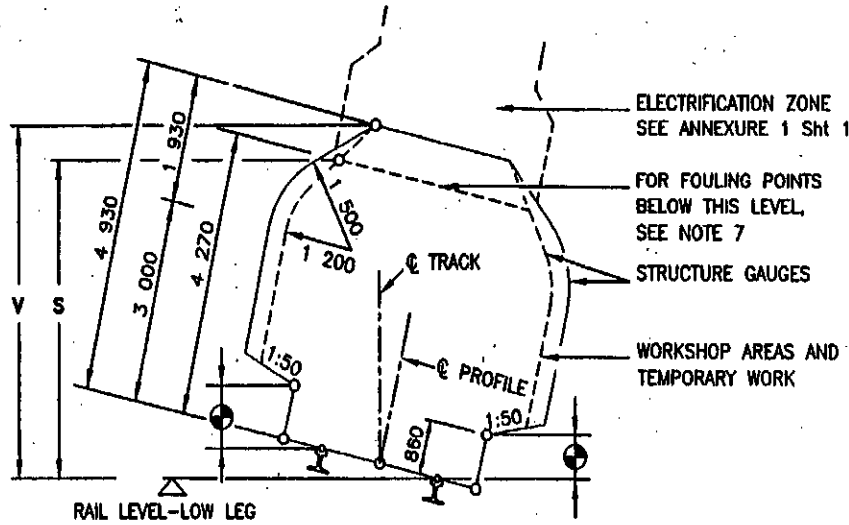 ELECTRIFICATION ZONE
SEE ANNEXURE 1 Sht 1
FOR FOULING POINTS
BELOW THIS LEVEL,
SEE NOTE 7
STRUCTURE GAUGES
WORKSHOP AREAS AND
TEMPORARY WORK
V
S
4 930
1 930
3 000
4 270
1 500
1 200
℄ TRACK
℄ PROFILE
1:50
1:50
860
RAIL LEVEL-LOW LEG